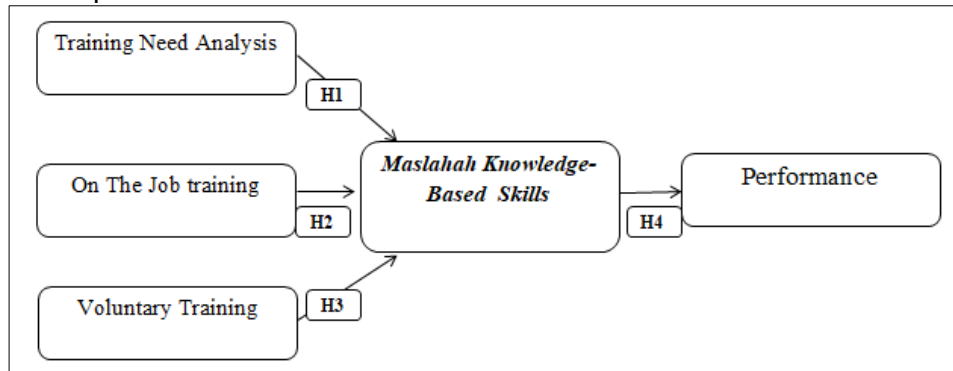 Training Need Analysis
H1
Maslahah Knowledge-
Based Skills
On The Job training
H2
Performance
H4
Voluntary Training
H3